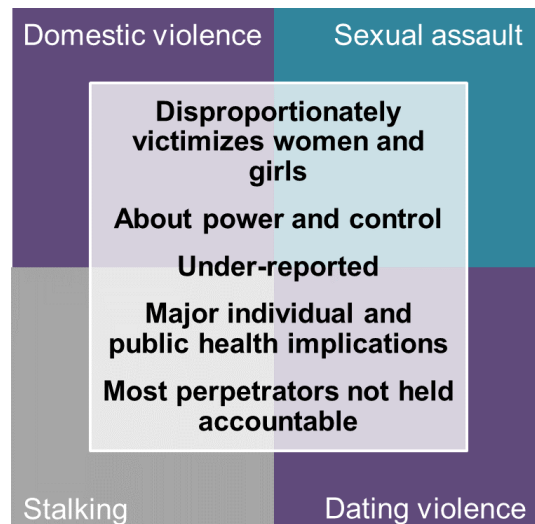 Domestic violence
Sexual assault
Disproportionately
victimizes women and
girls
About power and control
Under-reported
Major individual and
public health implications
Most perpetrators not held
accountable
Stalking
Dating violence